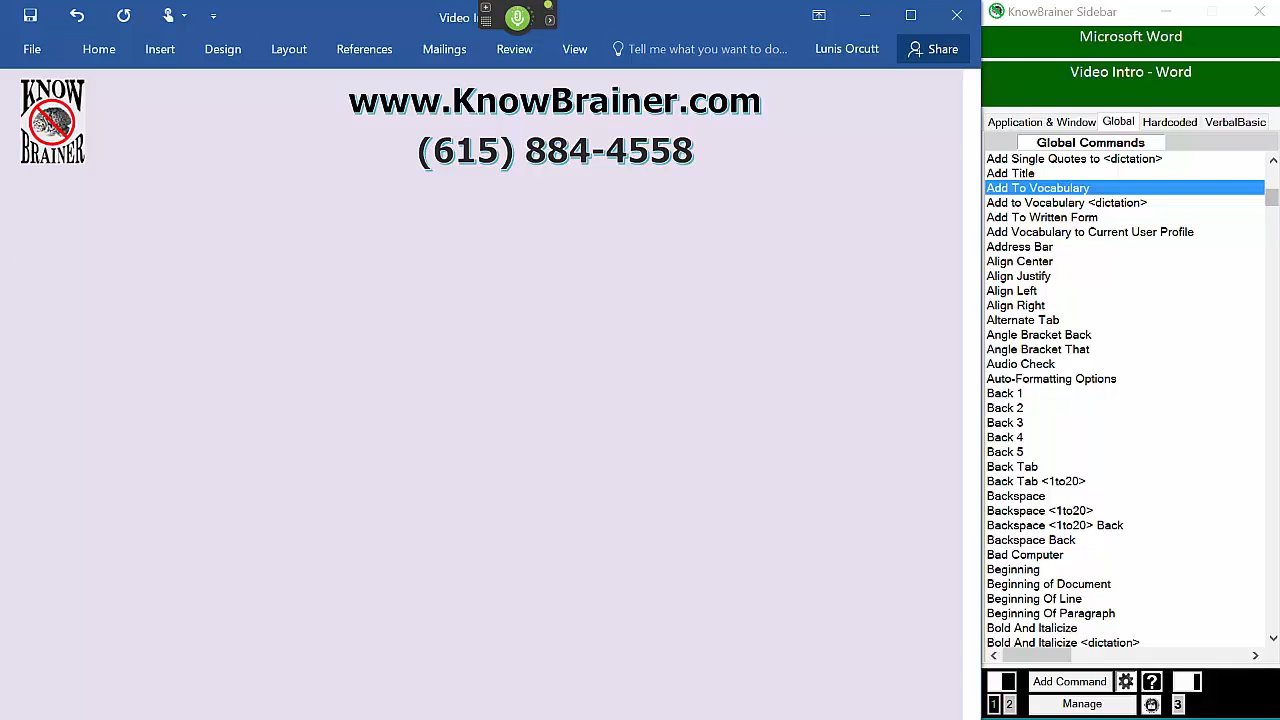 Video I
File Home Insert Design Layout References Mailings Review View Tell me what you want to do... Lunis Orcutt Share
KNOW
BRAINER
www.KnowBrainer.com
(615) 884-4558
KnowBrainer Sidebar
Microsoft Word
Video Intro - Word
Application & Window Global Hardcoded VerbalBasic
Global Commands
Add Single Quotes to <dictation>
Add Title
Add To Vocabulary
Add to Vocabulary <dictation>
Add To Written Form
Add Vocabulary to Current User Profile
Address Bar
Align Center
Align Justify
Align Left
Align Right
Alternate Tab
Angle Bracket Back
Angle Bracket That
Audio Check
Auto-Formatting Options
Back 1
Back 2
Back 3
Back 4
Back 5
Back Tab
Back Tab <1to20>
Backspace
Backspace <1to20>
Backspace <1to20> Back
Backspace Back
Bad Computer
Beginning
Beginning of Document
Beginning Of Line
Beginning Of Paragraph
Bold And Italicize
Bold And Italicize <dictation>
Add Command ?
1 2 Manage 3